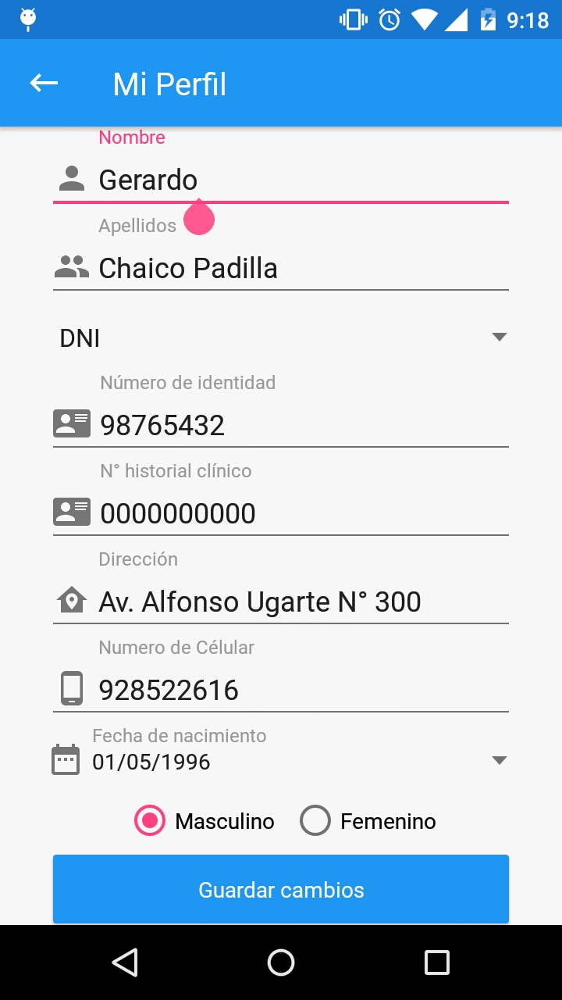 9:18
Mi Perfil
Nombre
Gerardo
Apellidos
Chaico Padilla
DNI
Número de identidad
98765432
N° historial clínico
0000000000
Dirección
Av. Alfonso Ugarte N° 300
Numero de Célular
928522616
Fecha de nacimiento
01/05/1996
Masculino Femenino
Guardar cambios